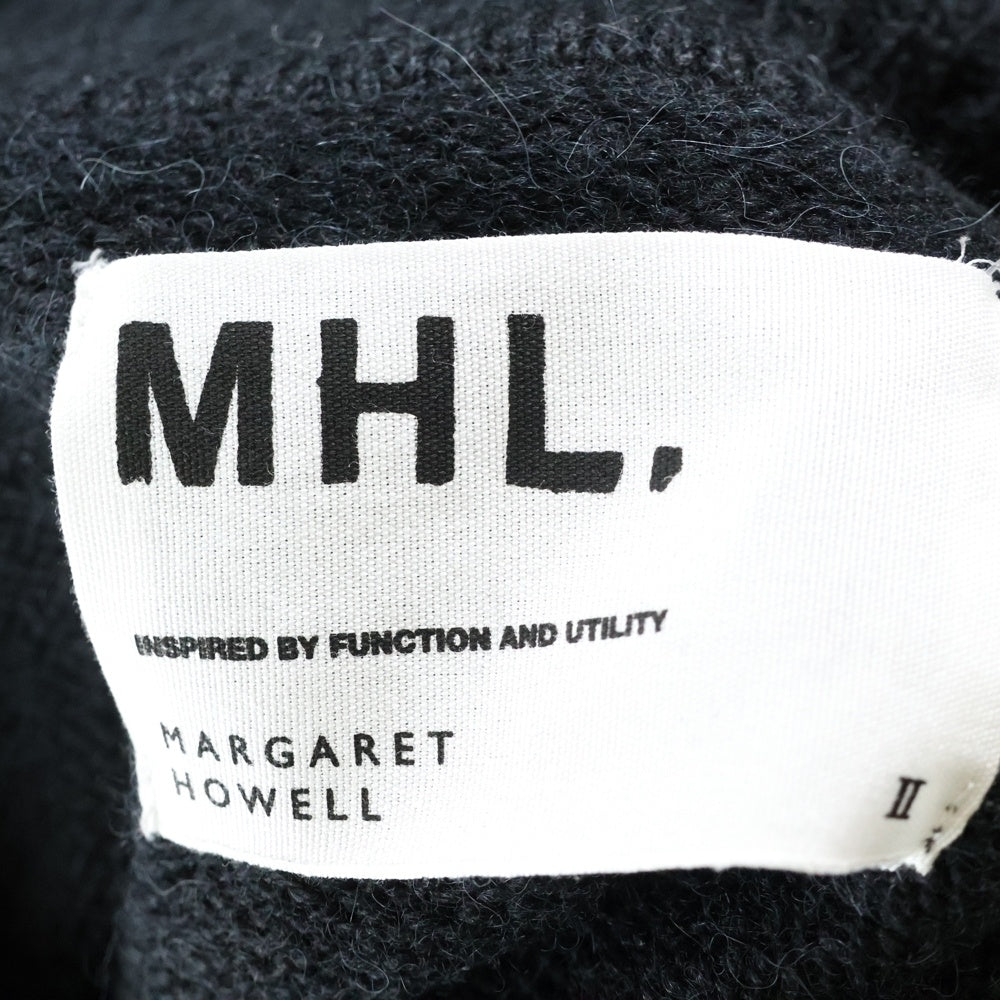 MHL.
INSPIRED BY FUNCTION AND UTILITY
MARGARET
HOWELL
II